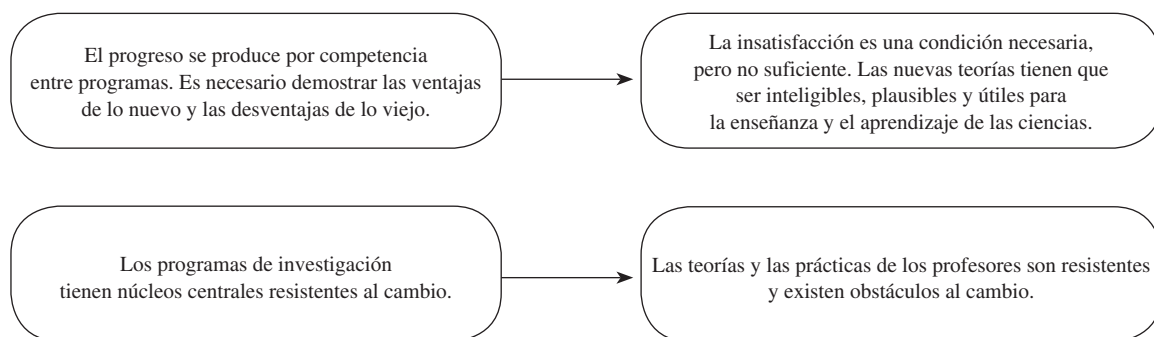 El progreso se produce por competencia
entre programas. Es necesario demostrar las ventajas
de lo nuevo y las desventajas de lo viejo.
La insatisfacción es una condición necesaria,
pero no suficiente. Las nuevas teorías tienen que
ser inteligibles, plausibles y útiles para
la enseñanza y el aprendizaje de las ciencias.
Los programas de investigación
tienen núcleos centrales resistentes al cambio.
Las teorías y las prácticas de los profesores son resistentes
y existen obstáculos al cambio.